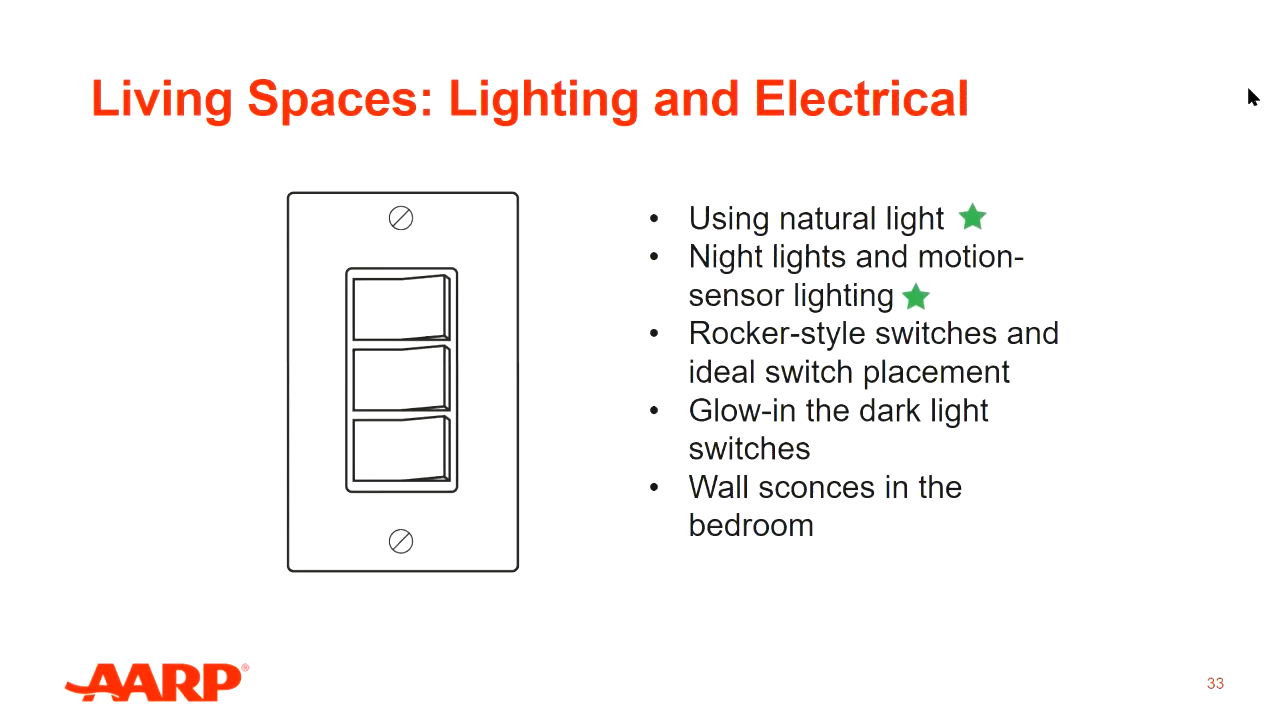 Living Spaces: Lighting and Electrical
• Using natural light
• Night lights and motion-
sensor lighting
• Rocker-style switches and
ideal switch placement
• Glow-in the dark light
switches
• Wall sconces in the
bedroom
AARP®
33